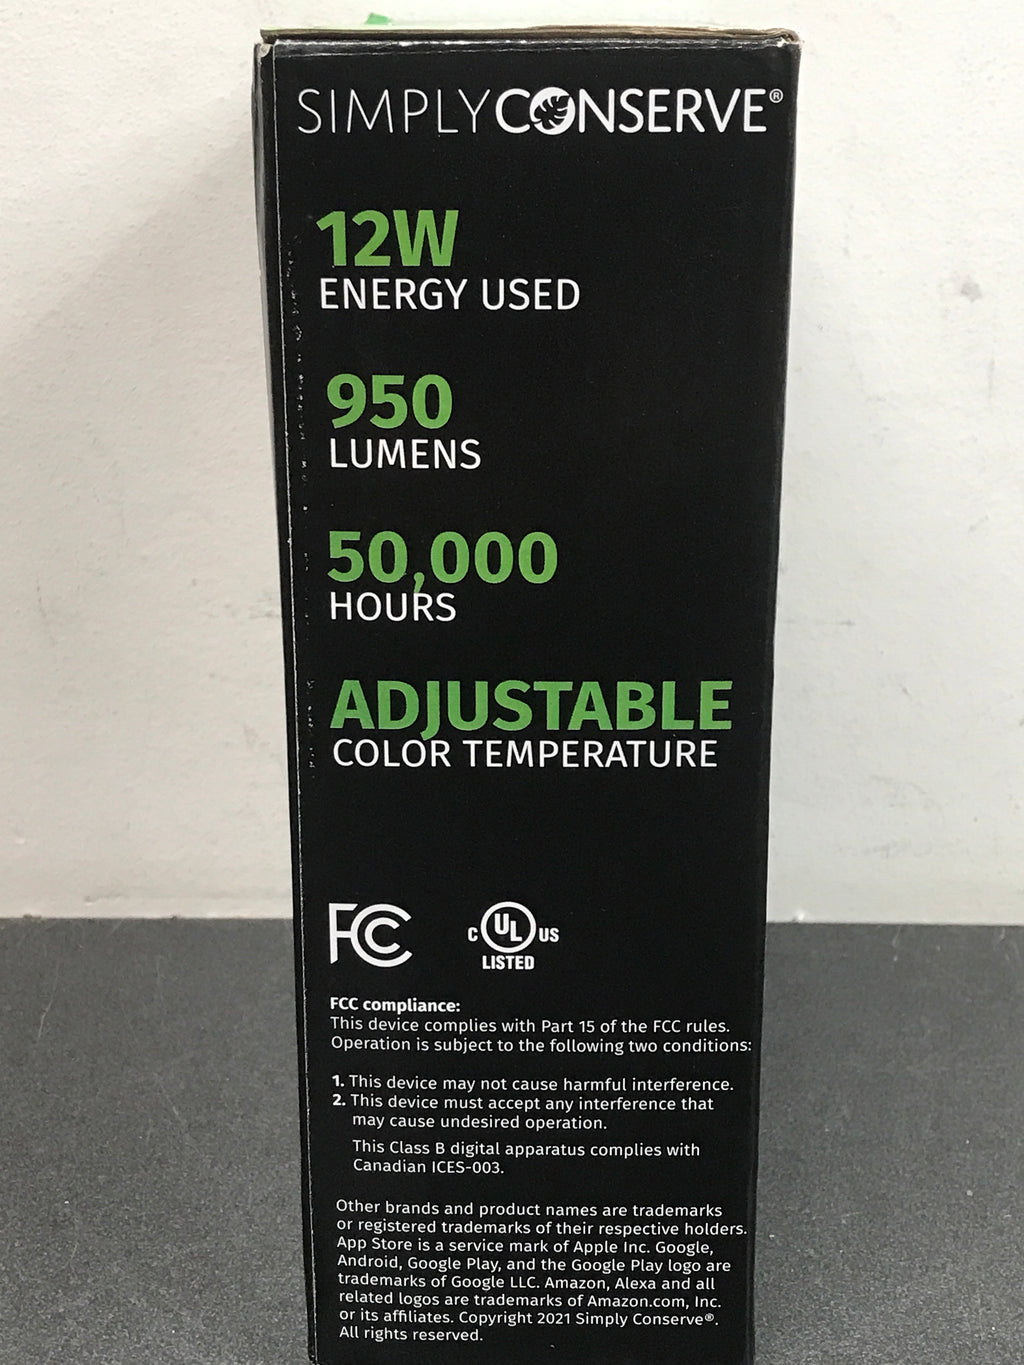 SIMPLYCONSERVE®
12W
ENERGY USED
950
LUMENS
50,000
HOURS
ADJUSTABLE
COLOR TEMPERATURE
FC
C UL US
LISTED
FCC compliance:
This device complies with Part 15 of the FCC rules.
Operation is subject to the following two conditions:
1. This device may not cause harmful interference.
2. This device must accept any interference that
may cause undesired operation.
This Class B digital apparatus complies with
Canadian ICES-003.
Other brands and product names are trademarks
or registered trademarks of their respective holders.
App Store is a service mark of Apple Inc. Google,
Android, Google Play, and the Google Play logo are
trademarks of Google LLC. Amazon, Alexa and all
related logos are trademarks of Amazon.com, Inc.
or its affiliates. Copyright 2021 Simply Conserve®.
All rights reserved.